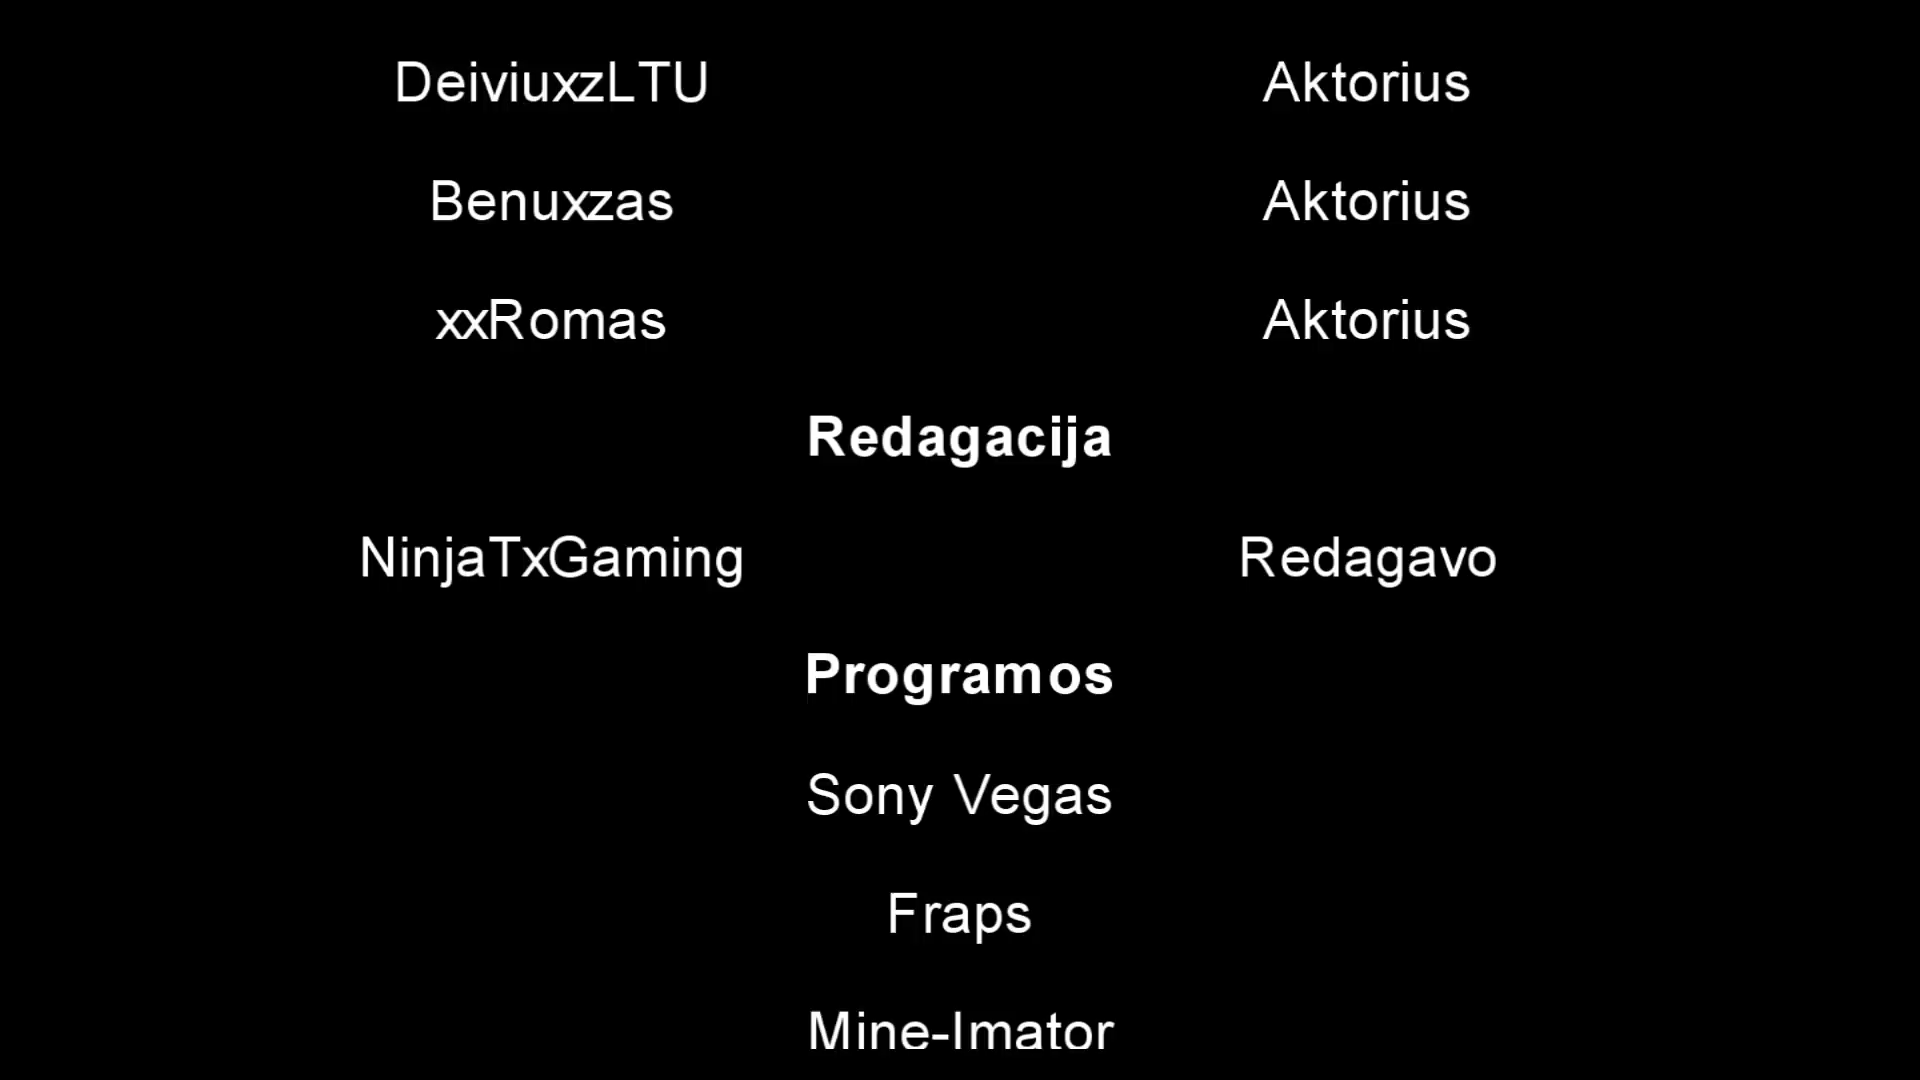 DeiviuxzLTU Aktorius
Benuxzas Aktorius
xxRomas Aktorius
Redagacija
NinjaTxGaming Redagavo
Programos
Sony Vegas
Fraps
Mine-Imator